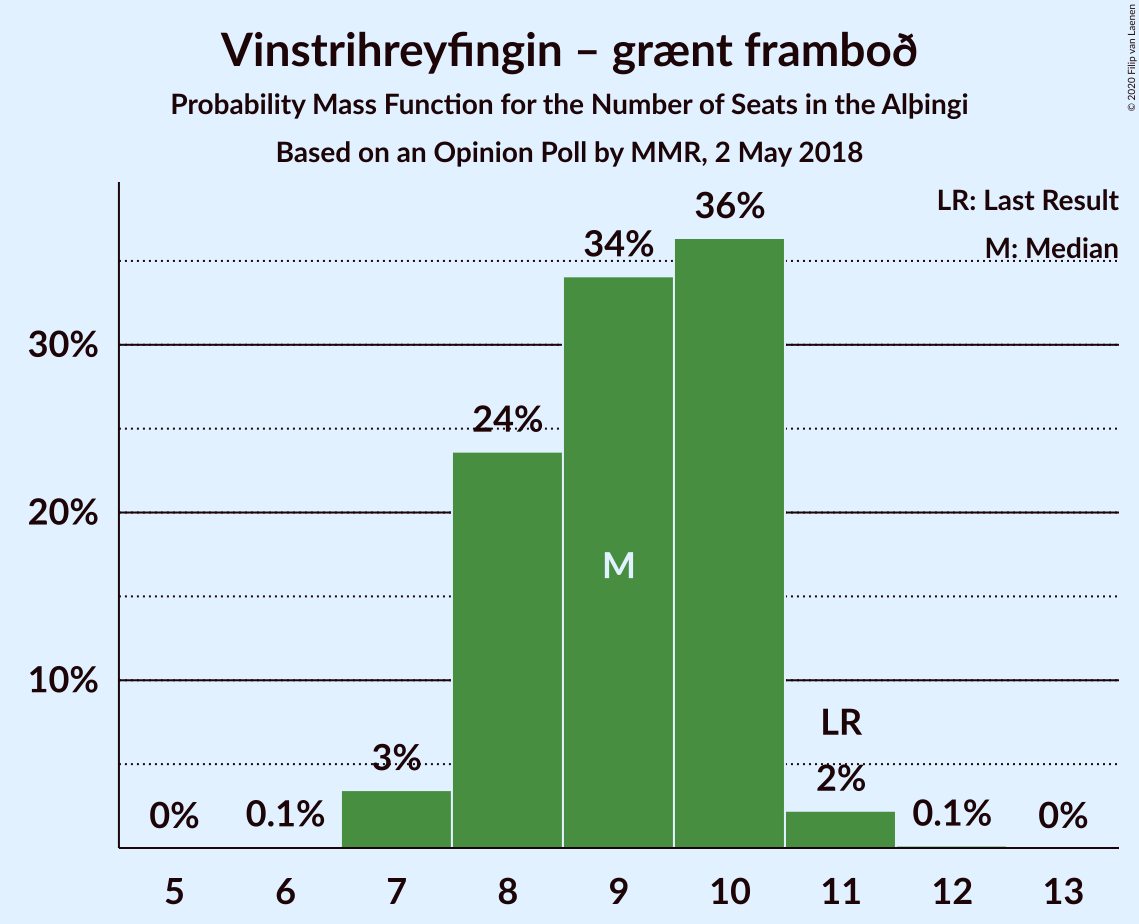 Vinstrihreyfingin – grænt framboð
Probability Mass Function for the Number of Seats in the Alþingi
Based on an Opinion Poll by MMR, 2 May 2018
© 2020 Filip van Laenen
LR: Last Result
M: Median
36%
34%
30%
24%
20%
M
10%
LR
3%
2%
0%
0.1%
0.1%
0%
5 6 7 8 9 10 11 12 13